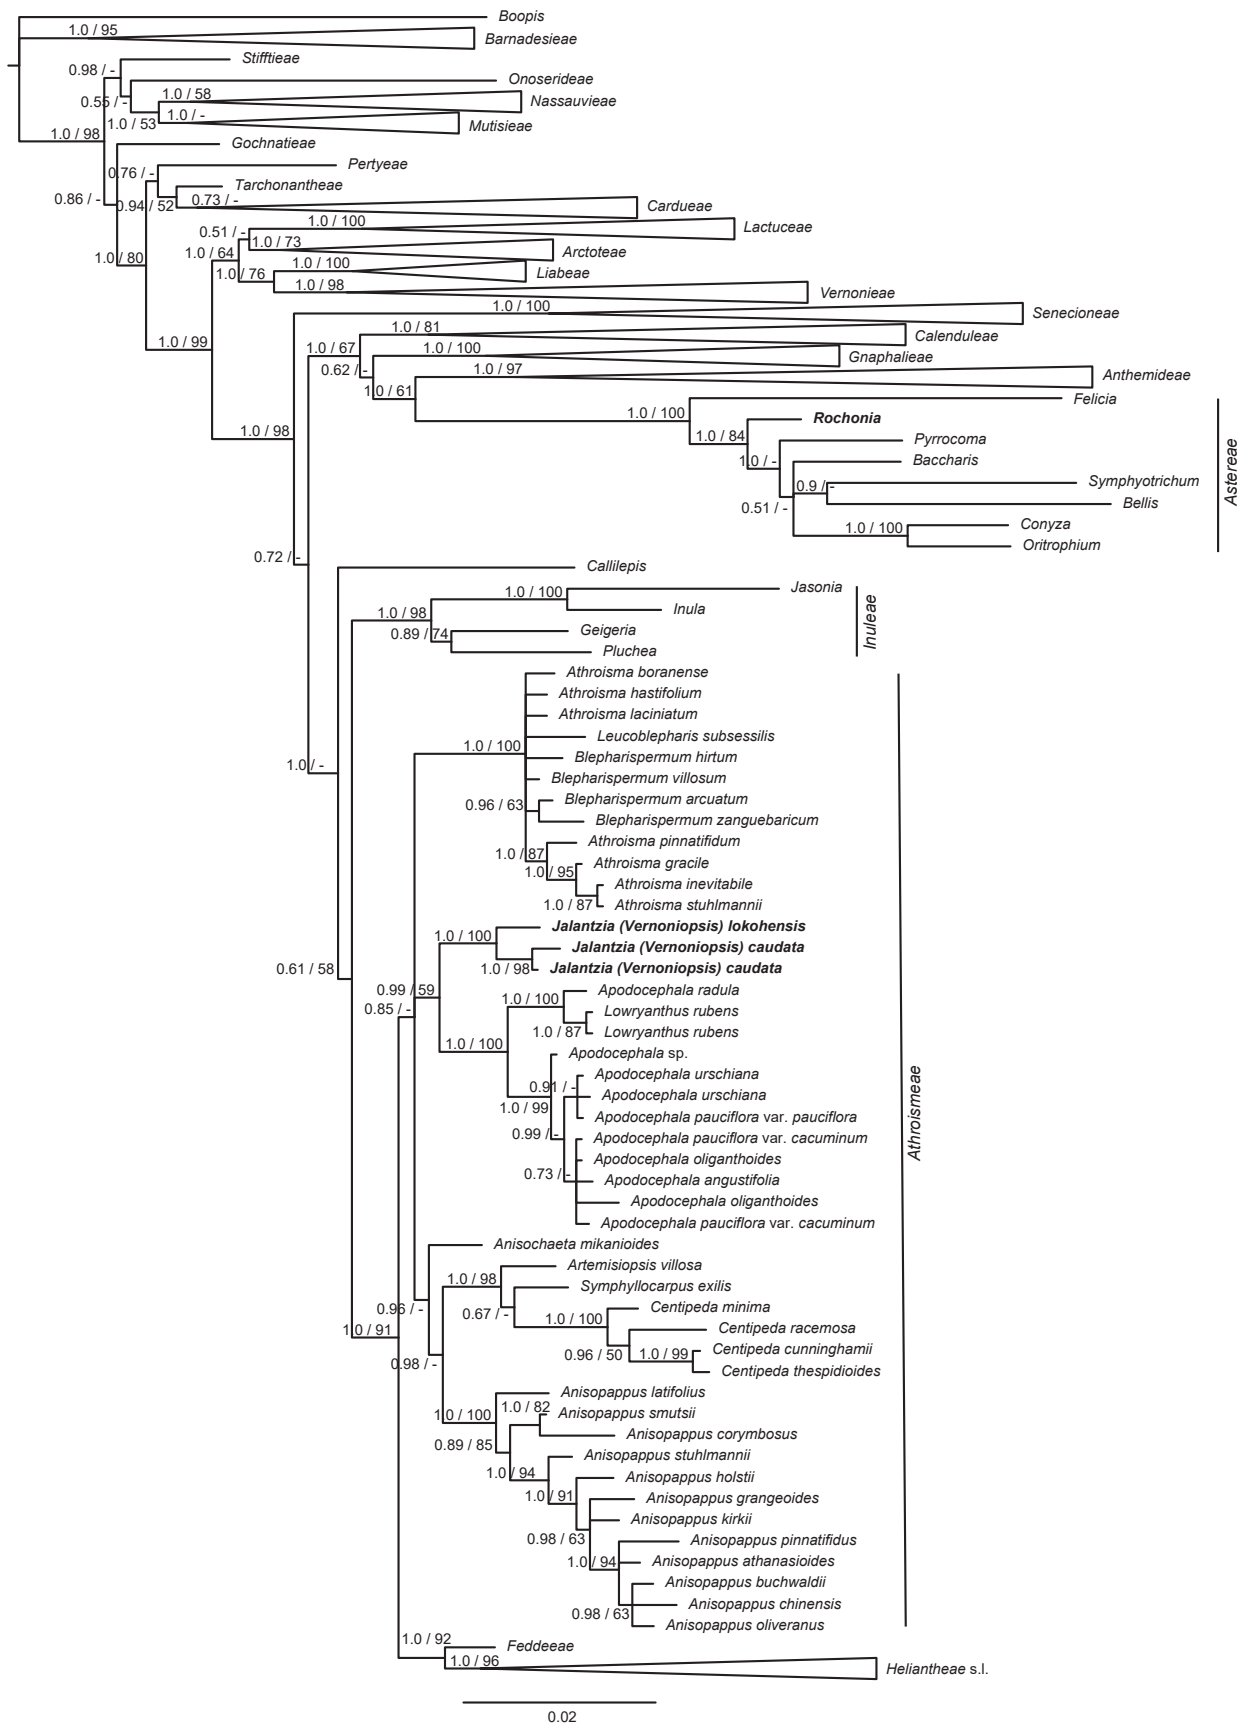 Boopis
1.0 / 95
Barnadesieae
Stifftieae
0.98 / -
Onoserideae
0.55 / -
1.0 / 58
Nassauvieae
1.0 / -
1.0 / 53
Mutisieae
1.0 / 98
Gochnatieae
Pertyeae
0.76 / -
Tarchonantheae
0.86 / -
0.94 / 52
0.73 / -
Cardueae
1.0 / 100
Lactuceae
0.51 / -
1.0 / 73
Arctoteae
1.0 / 64
1.0 / 80
1.0 / 100
Liabeae
1.0 / 76
1.0 / 98
Vernonieae
1.0 / 100
Senecioneae
1.0 / 81
Calenduleae
1.0 / 99
1.0 / 67
1.0 / 100
Gnaphalieae
0.62 / -
1.0 / 97
Anthemideae
1.0 / 61
Felicia
1.0 / 100
Rochonia
1.0 / 98
1.0 / 84
Pyrrocoma
1.0 / -
Baccharis
0.9 / -
Symphyotrichum
0.51 / -
Bellis
1.0 / 100
Conyza
Oritrophium
Astereae
0.72 / -
Callilepis
1.0 / 100
Jasonia
1.0 / 98
Inula
0.89 / 74
Geigeria
Pluchea
Inuleae
Athroisma boranense
Athroisma hastifolium
Athroisma laciniatum
Leucoblepharis subsessilis
1.0 / 100
Blepharispermum hirtum
1.0 / -
Blepharispermum villosum
0.96 / 63
Blepharispermum arcuatum
Blepharispermum zanguebaricum
Athroisma pinnatifidum
1.0 / 87
Athroisma gracile
1.0 / 95
Athroisma inevitabile
1.0 / 87
Athroisma stuhlmannii
Jalantzia (Vernoniopsis) lokohensis
1.0 / 100
Jalantzia (Vernoniopsis) caudata
1.0 / 98
Jalantzia (Vernoniopsis) caudata
0.61 / 58
0.99 / 59
Apodocephala radula
1.0 / 100
0.85 / -
Lowryanthus rubens
1.0 / 87
Lowryanthus rubens
1.0 / 100
Apodocephala sp.
Apodocephala urschiana
0.91 / -
Apodocephala urschiana
1.0 / 99
Apodocephala pauciflora var. pauciflora
0.99 / -
Apodocephala pauciflora var. cacuminum
Apodocephala oliganthoides
0.73 / -
Apodocephala angustifolia
Apodocephala oliganthoides
Apodocephala pauciflora var. cacuminum
Athroismeae
Anisochaeta mikanioides
Artemisiopsis villosa
1.0 / 98
Symphyllocarpus exilis
0.96 / -
0.67 / -
Centipeda minima
1.0 / 100
Centipeda racemosa
1.0 / 91
0.96 / 50
1.0 / 99
Centipeda cunninghamii
0.98 / -
Centipeda thespidioides
Anisopappus latifolius
1.0 / 100
1.0 / 82
Anisopappus smutsii
Anisopappus corymbosus
0.89 / 85
Anisopappus stuhlmannii
1.0 / 94
Anisopappus holstii
1.0 / 91
Anisopappus grangeoides
Anisopappus kirkii
0.98 / 63
Anisopappus pinnatifidus
1.0 / 94
Anisopappus athanasioides
Anisopappus buchwaldii
Anisopappus chinensis
0.98 / 63
Anisopappus oliveranus
1.0 / 92
Feddeeae
1.0 / 96
Heliantheae s.l.
0.02